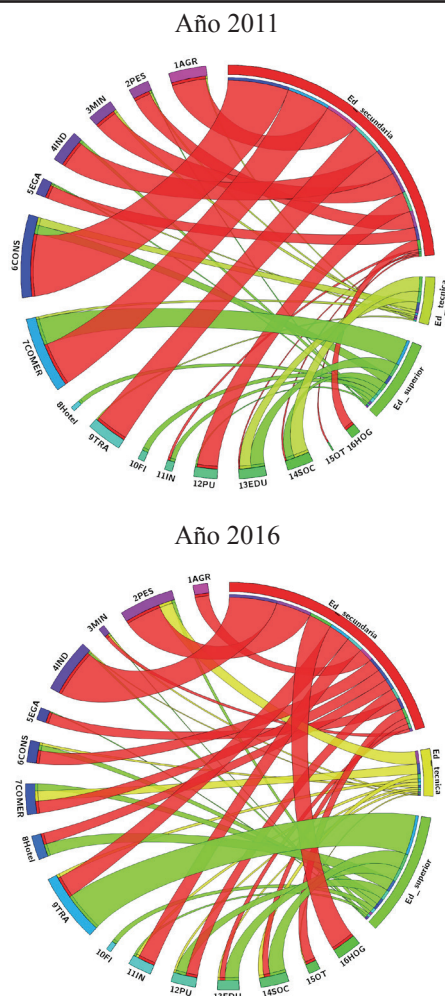 Año 2011
1AGR
2PES
3MIN
4IND
5EGA
6CONS
7COMER
8Hotel
9TRA
10FI
11IN
12PU
13EDU
14SOC
15OT
16HOG
Ed_superior
Ed_tecnica
Ed_secundaria
Año 2016
1AGR
2PES
3MIN
4IND
5EGA
6CONS
7COMER
8Hotel
9TRA
10FI
11IN
12PU
13EDU
14SOC
15OT
16HOG
Ed_superior
Ed_tecnica
Ed_secundaria